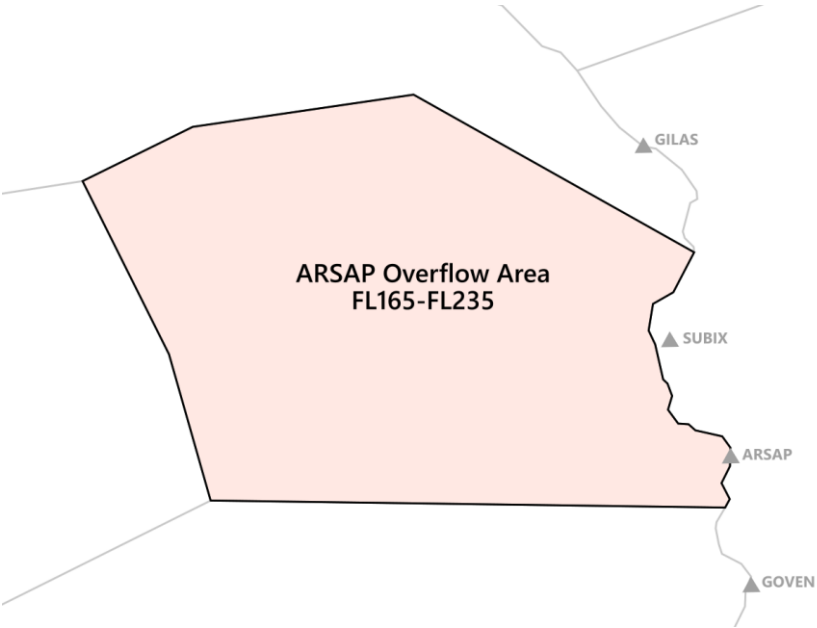 GILAS
ARSAP Overflow Area
FL165-FL235
SUBIX
ARSAP
GOVEN